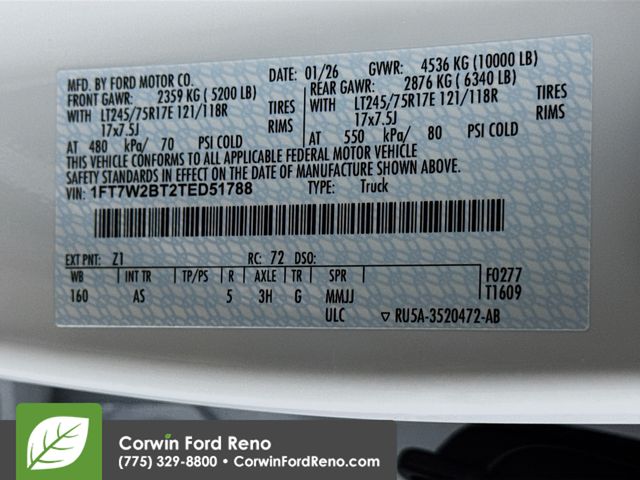 MFD. BY FORD MOTOR CO. DATE: 01/26 GVWR: 4536 KG (10000 LB)
FRONT GAWR: 2359 KG (5200 LB) REAR GAWR: 2876 KG (6340 LB)
WITH LT245/75R17E 121/118R TIRES WITH LT245/75R17E 121/118R TIRES
17x7.5J RIMS 17x7.5J RIMS
AT 480 kPa/ 70 PSI COLD AT 550 kPa/ 80 PSI COLD
THIS VEHICLE CONFORMS TO ALL APPLICABLE FEDERAL MOTOR VEHICLE
SAFETY STANDARDS IN EFFECT ON THE DATE OF MANUFACTURE SHOWN ABOVE.
VIN: 1FT7W2BT2TED51788 TYPE: Truck
EXT PNT: Z1 RC: 72 DSO:
WB INT TR TP/PS R AXLE TR SPR F0277
160 AS 5 3H G MMJJ T1609
ULC ▽ RU5A-3520472-AB
Corwin Ford Reno
(775) 329-8800 • CorwinFordReno.com